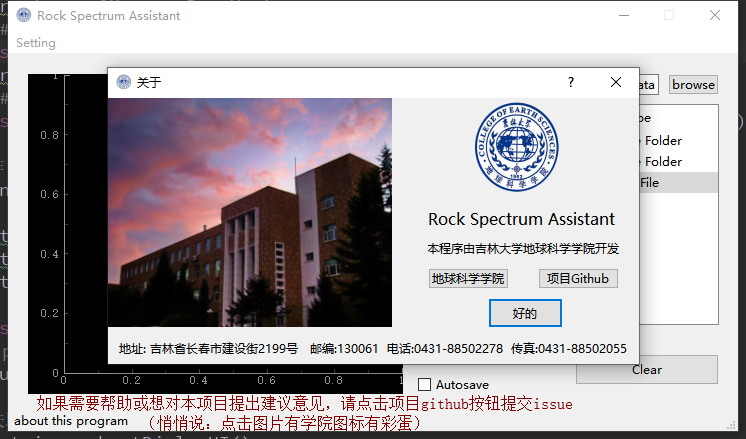 Rock Spectrum Assistant
Setting
关于
?
COLLEGE OF EARTH SCIENCES
吉林大学
1952
地球科学学院
Rock Spectrum Assistant
本程序由吉林大学地球科学学院开发
地球科学学院 项目Github
好的
地址: 吉林省长春市建设街2199号 邮编:130061 电话:0431-88502278 传真:0431-88502055
1
0.8
0.6
0.4
0.2
0
0 0.2 0.4 0.6 0.8 1
ata browse
pe
Folder
Folder
File
Autosave
Clear
如果需要帮助或想对本项目提出建议意见，请点击项目github按钮提交issue
（悄悄说：点击图片有学院图标有彩蛋）
about this program